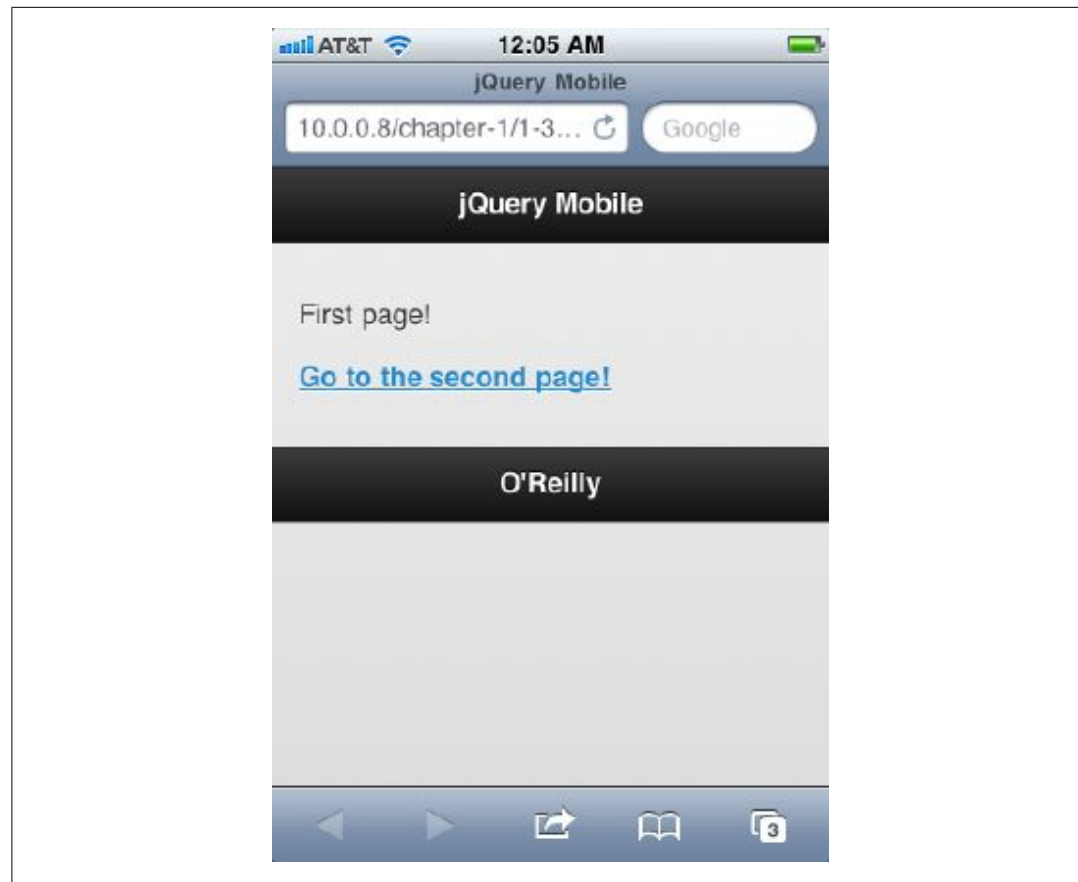 AT&T 12:05 AM
jQuery Mobile
10.0.0.8/chapter-1/1-3... Google
jQuery Mobile
First page!
Go to the second page!
O'Reilly
3